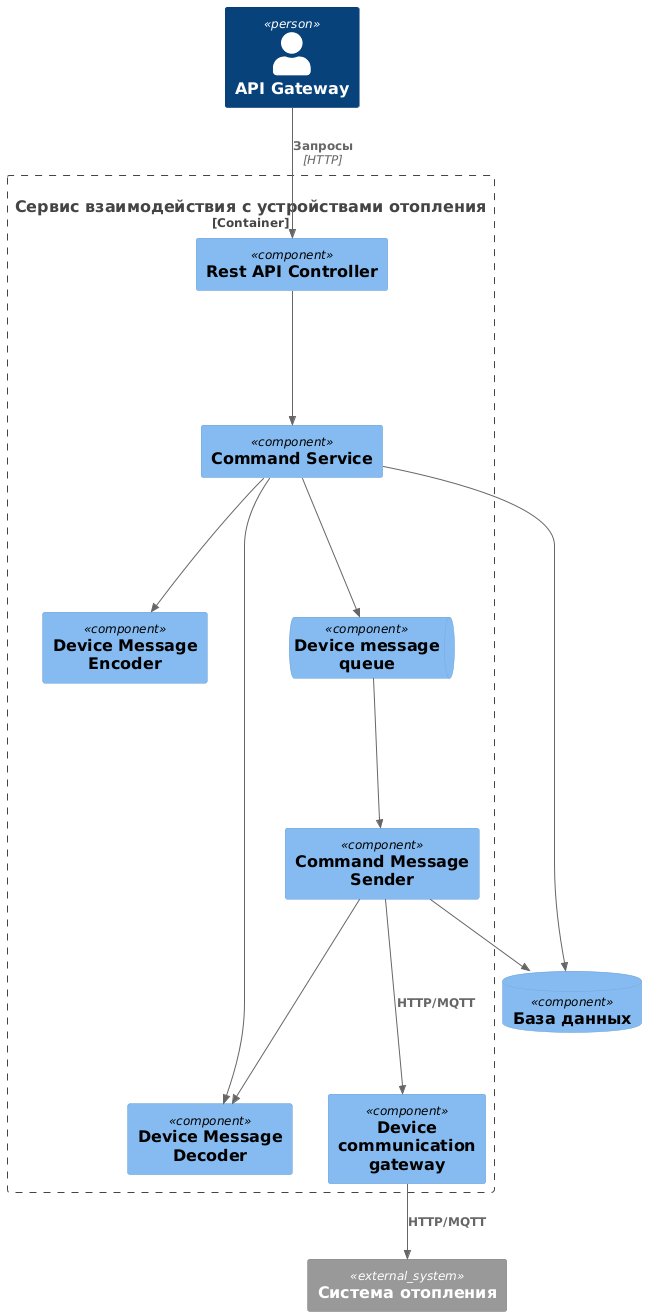 «person»
API Gateway
Запросы
[HTTP]
Сервис взаимодействия с устройствами отопления
[Container]
«component»
Rest API Controller
«component»
Command Service
«component»
Device Message
Encoder
«component»
Device message
queue
«component»
Command Message
Sender
HTTP/MQTT
«component»
База данных
«component»
Device Message
Decoder
«component»
Device
communication
gateway
HTTP/MQTT
«external_system»
Система отопления